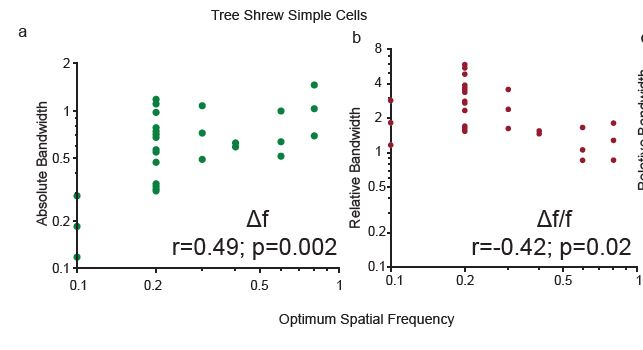 Tree Shrew Simple Cells
a
Absolute Bandwidth
2
1
0.5
0.2
0.1
Δf
r=0.49; p=0.002
0.1 0.2 0.5 1
b
Relative Bandwidth
8
4
2
1
0.5
0.2
0.1
Δf/f
r=-0.42; p=0.02
0.1 0.2 0.5 1
Optimum Spatial Frequency